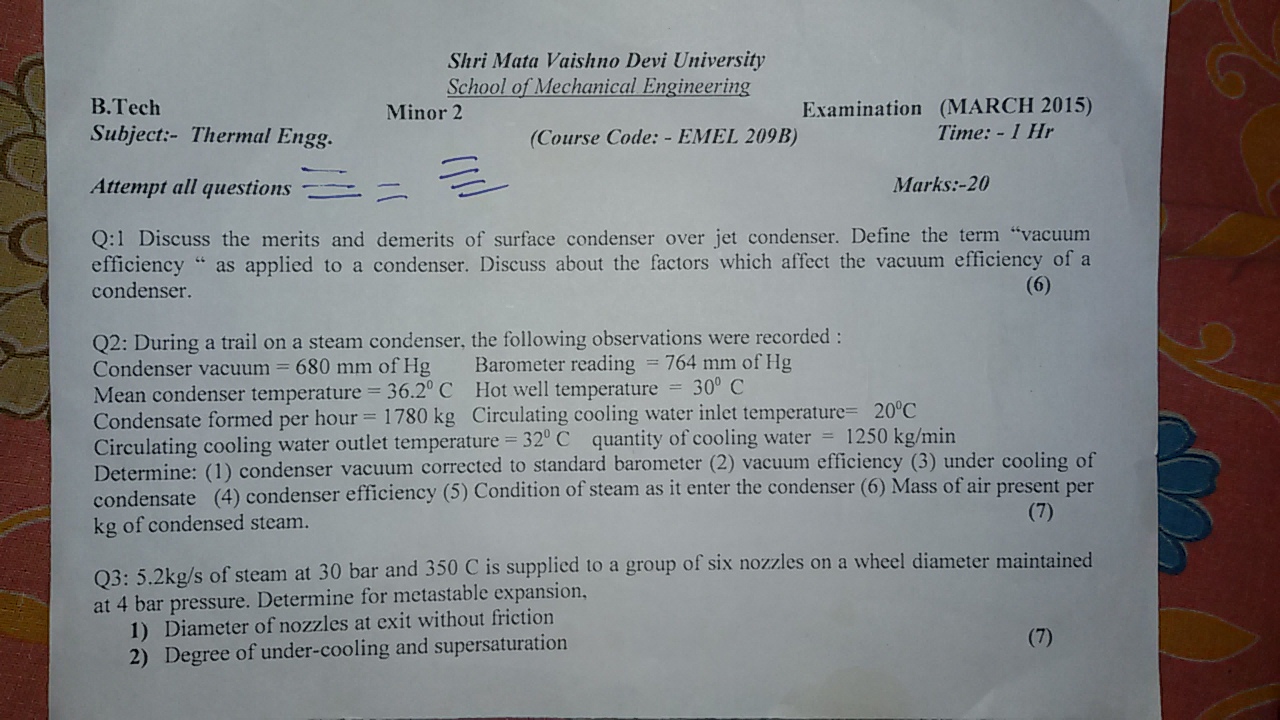 Shri Mata Vaishno Devi University
School of Mechanical Engineering
B.Tech Minor 2 Examination (MARCH 2015)
Subject:- Thermal Engg. (Course Code: - EMEL 209B) Time: - 1 Hr
Attempt all questions Marks:-20
Q:1 Discuss the merits and demerits of surface condenser over jet condenser. Define the term “vacuum
efficiency “ as applied to a condenser. Discuss about the factors which affect the vacuum efficiency of a
condenser. (6)
Q2: During a trail on a steam condenser, the following observations were recorded :
Condenser vacuum = 680 mm of Hg Barometer reading = 764 mm of Hg
Mean condenser temperature = 36.2⁰ C Hot well temperature = 30⁰ C
Condensate formed per hour = 1780 kg Circulating cooling water inlet temperature= 20⁰C
Circulating cooling water outlet temperature = 32⁰ C quantity of cooling water = 1250 kg/min
Determine: (1) condenser vacuum corrected to standard barometer (2) vacuum efficiency (3) under cooling of
condensate (4) condenser efficiency (5) Condition of steam as it enter the condenser (6) Mass of air present per
kg of condensed steam. (7)
Q3: 5.2kg/s of steam at 30 bar and 350 C is supplied to a group of six nozzles on a wheel diameter maintained
at 4 bar pressure. Determine for metastable expansion,
1) Diameter of nozzles at exit without friction
2) Degree of under-cooling and supersaturation (7)